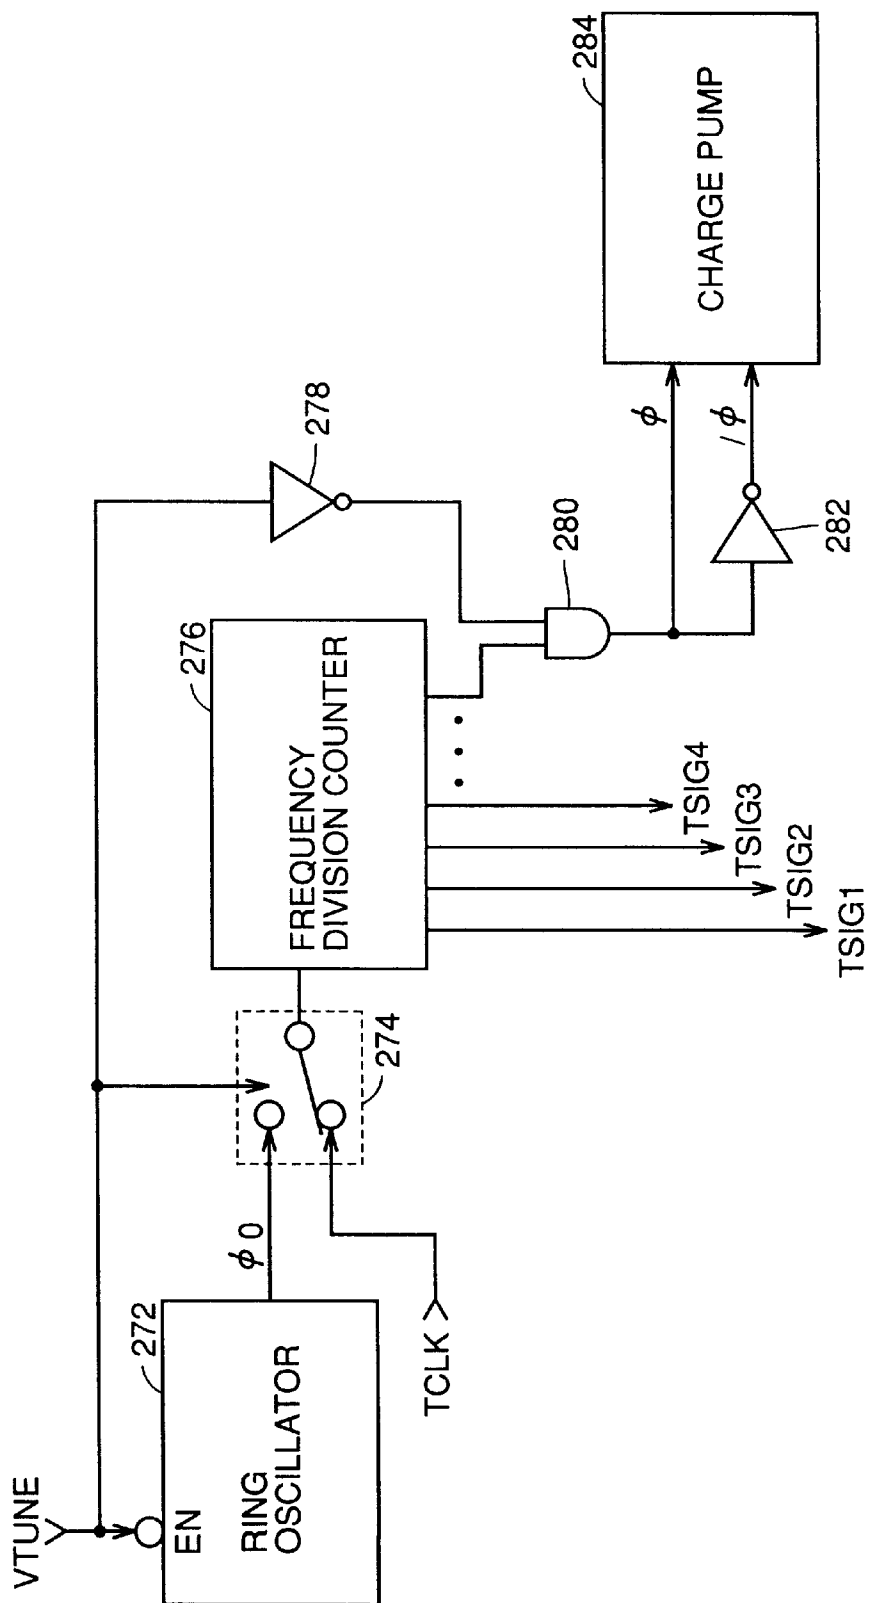 VTUNE
272
EN
RING
OSCILLATOR
ϕ0
TCLK
274
276
FREQUENCY
DIVISION COUNTER
TSIG1
TSIG2
TSIG3
TSIG4
278
280
282
ϕ
/ϕ
284
CHARGE PUMP